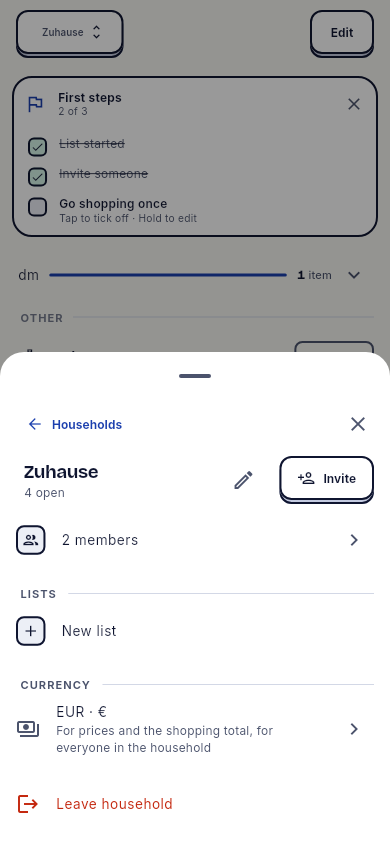 Zuhause
Edit
First steps
2 of 3
List started
Invite someone
Go shopping once
Tap to tick off · Hold to edit
dm
1 item
OTHER
Households
Zuhause
4 open
Invite
2 members
LISTS
New list
CURRENCY
EUR · €
For prices and the shopping total, for
everyone in the household
Leave household